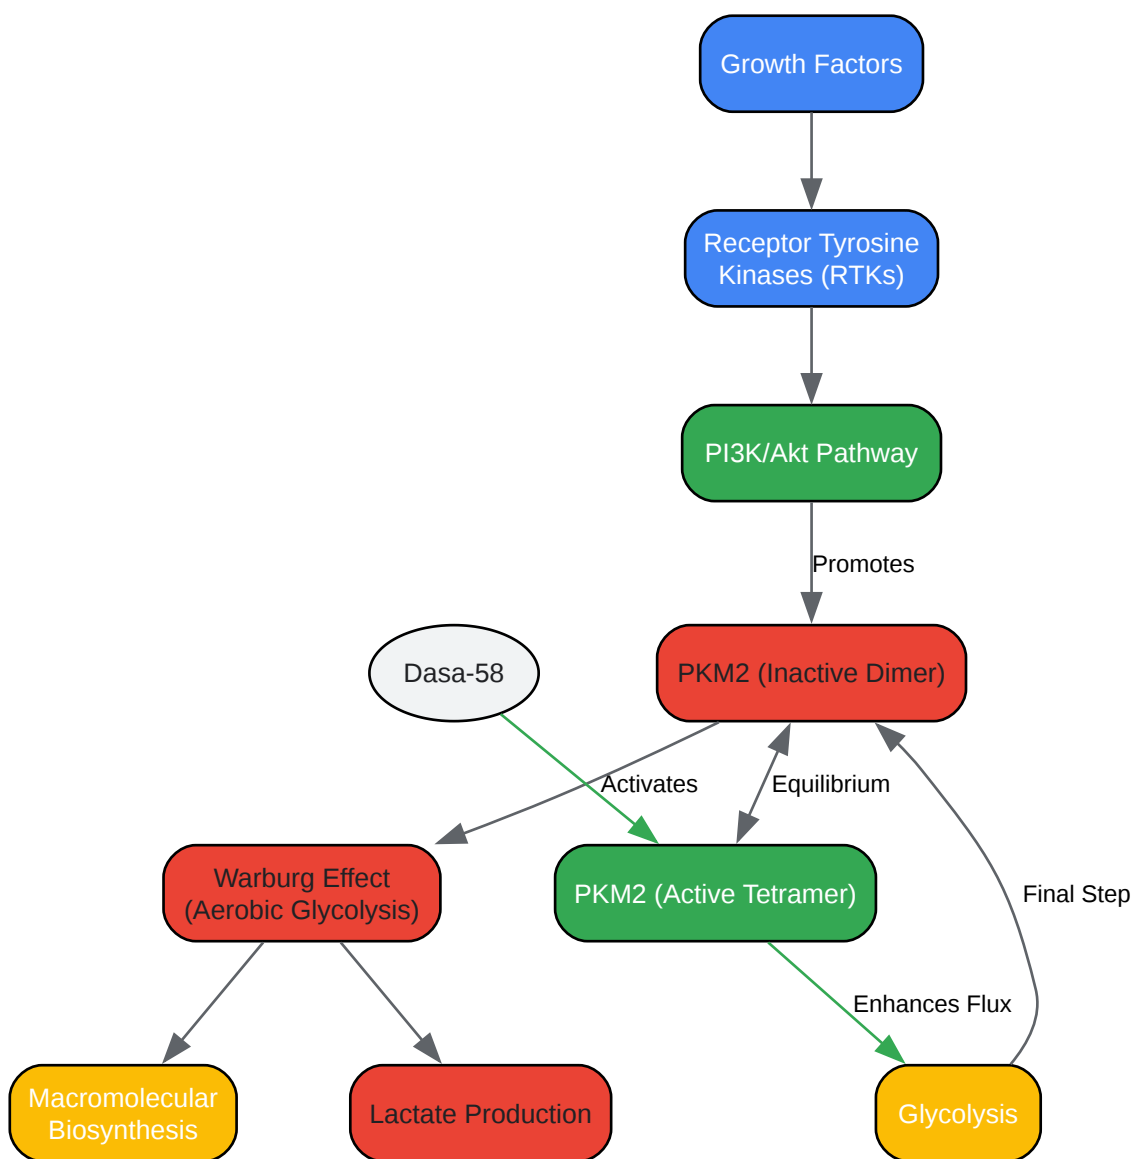 Growth Factors
Receptor Tyrosine
Kinases (RTKs)
PI3K/Akt Pathway
Promotes
Dasa-58
PKM2 (Inactive Dimer)
Activates
Equilibrium
Warburg Effect
(Aerobic Glycolysis)
PKM2 (Active Tetramer)
Final Step
Enhances Flux
Macromolecular
Biosynthesis
Lactate Production
Glycolysis